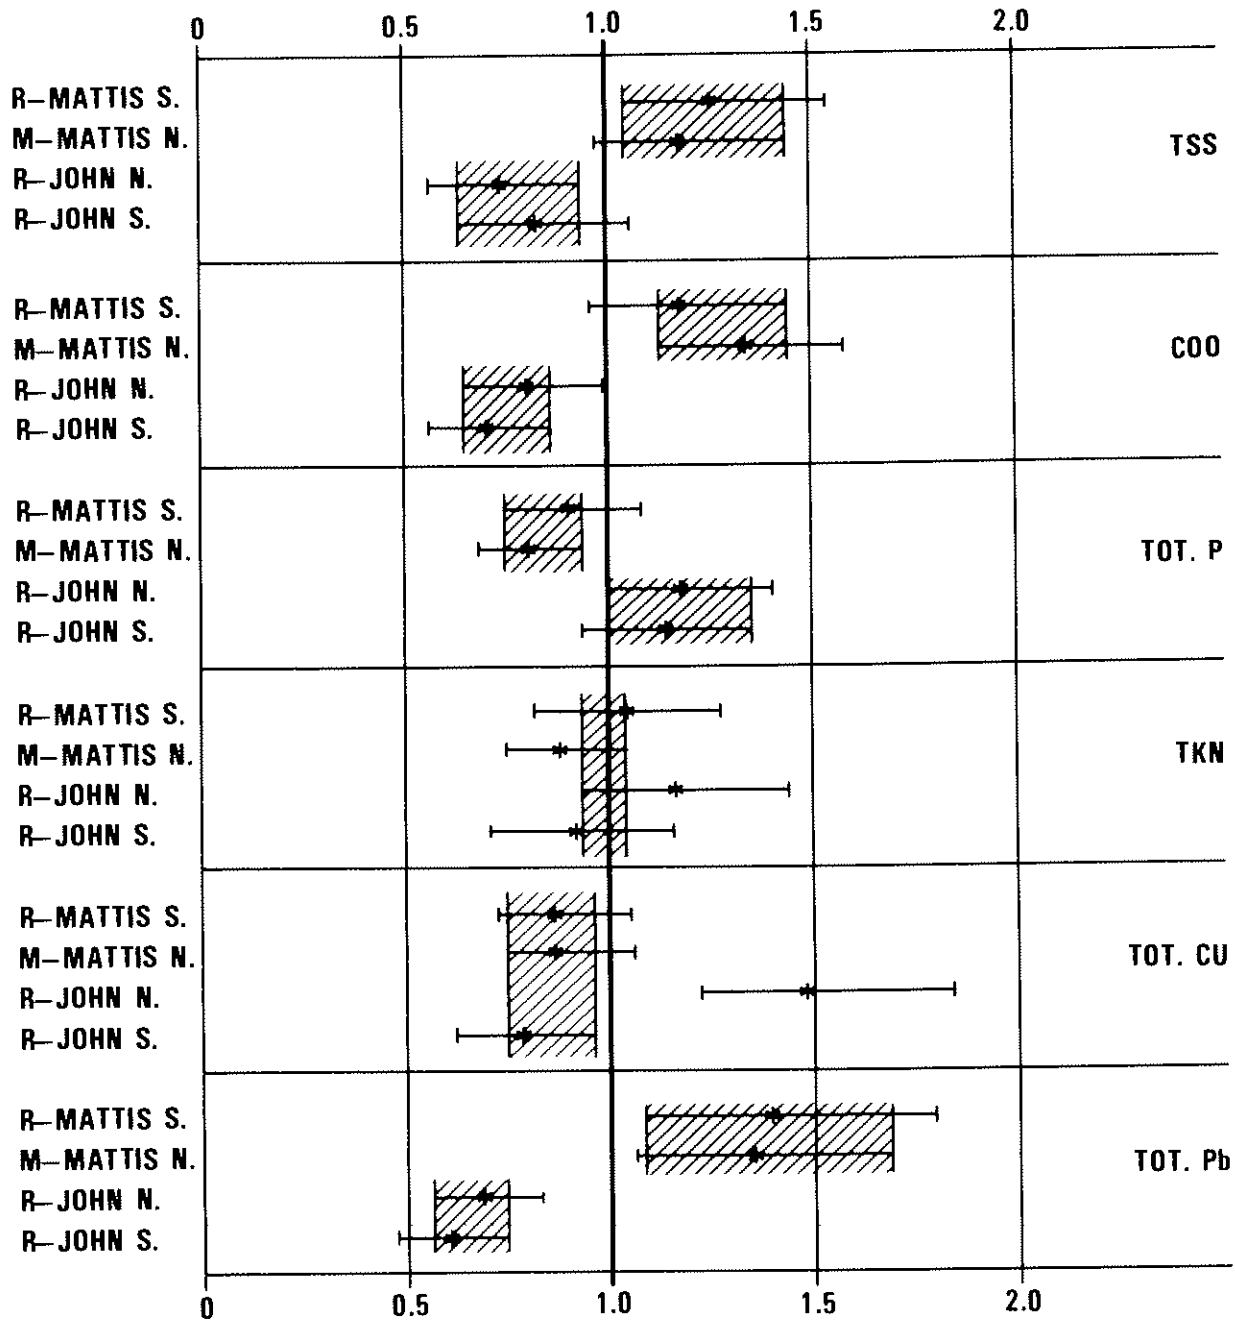 0 0.5 1.0 1.5 2.0
R–MATTIS S.
M–MATTIS N.
R–JOHN N.
R–JOHN S.
TSS
R–MATTIS S.
M–MATTIS N.
R–JOHN N.
R–JOHN S.
COO
R–MATTIS S.
M–MATTIS N.
R–JOHN N.
R–JOHN S.
TOT. P
R–MATTIS S.
M–MATTIS N.
R–JOHN N.
R–JOHN S.
TKN
R–MATTIS S.
M–MATTIS N.
R–JOHN N.
R–JOHN S.
TOT. CU
R–MATTIS S.
M–MATTIS N.
R–JOHN N.
R–JOHN S.
TOT. Pb
0 0.5 1.0 1.5 2.0